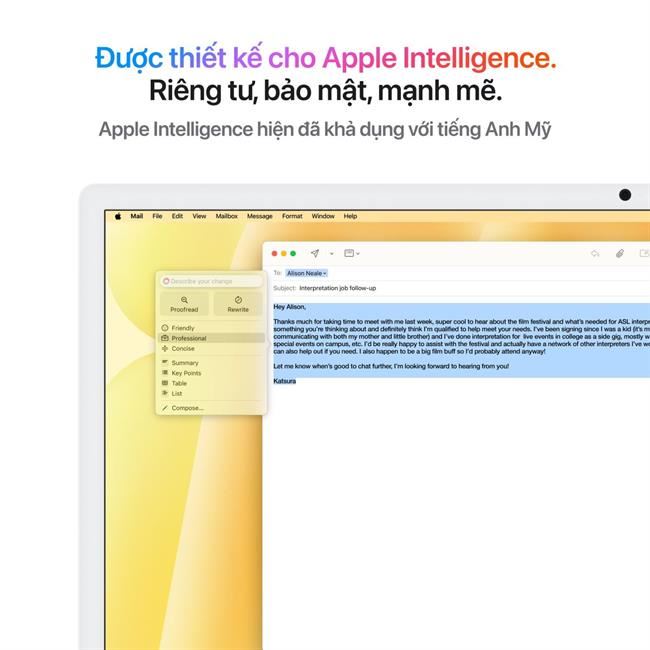 Được thiết kế cho Apple Intelligence.
Riêng tư, bảo mật, mạnh mẽ.
Apple Intelligence hiện đã khả dụng với tiếng Anh Mỹ
Mail File Edit View Mailbox Message Format Window Help
To: Alison Neale
Subject: Interpretation job follow-up
Describe your change
Proofread Rewrite
Friendly
Professional
Concise
Summary
Key Points
Table
List
Compose...
Hey Alison,
Thanks much for taking time to meet with me last week, super cool to hear about the film festival and what's needed for ASL interpr
something you're thinking about and definitely think I'm qualified to help meet your needs. I've been signing since I was a kid (it's m
communicating with both my mother and little brother) and I've done interpretation for live events in college as a side gig, mostly w
special events on campus, etc. I'd be really happy to assist with the festival and actually have a network of other interpreters I've wo
can also help out if you need. I also happen to be a big film buff so I'd probably attend anyway!
Let me know when's good to chat further, I'm looking forward to hearing from you!
Katsura